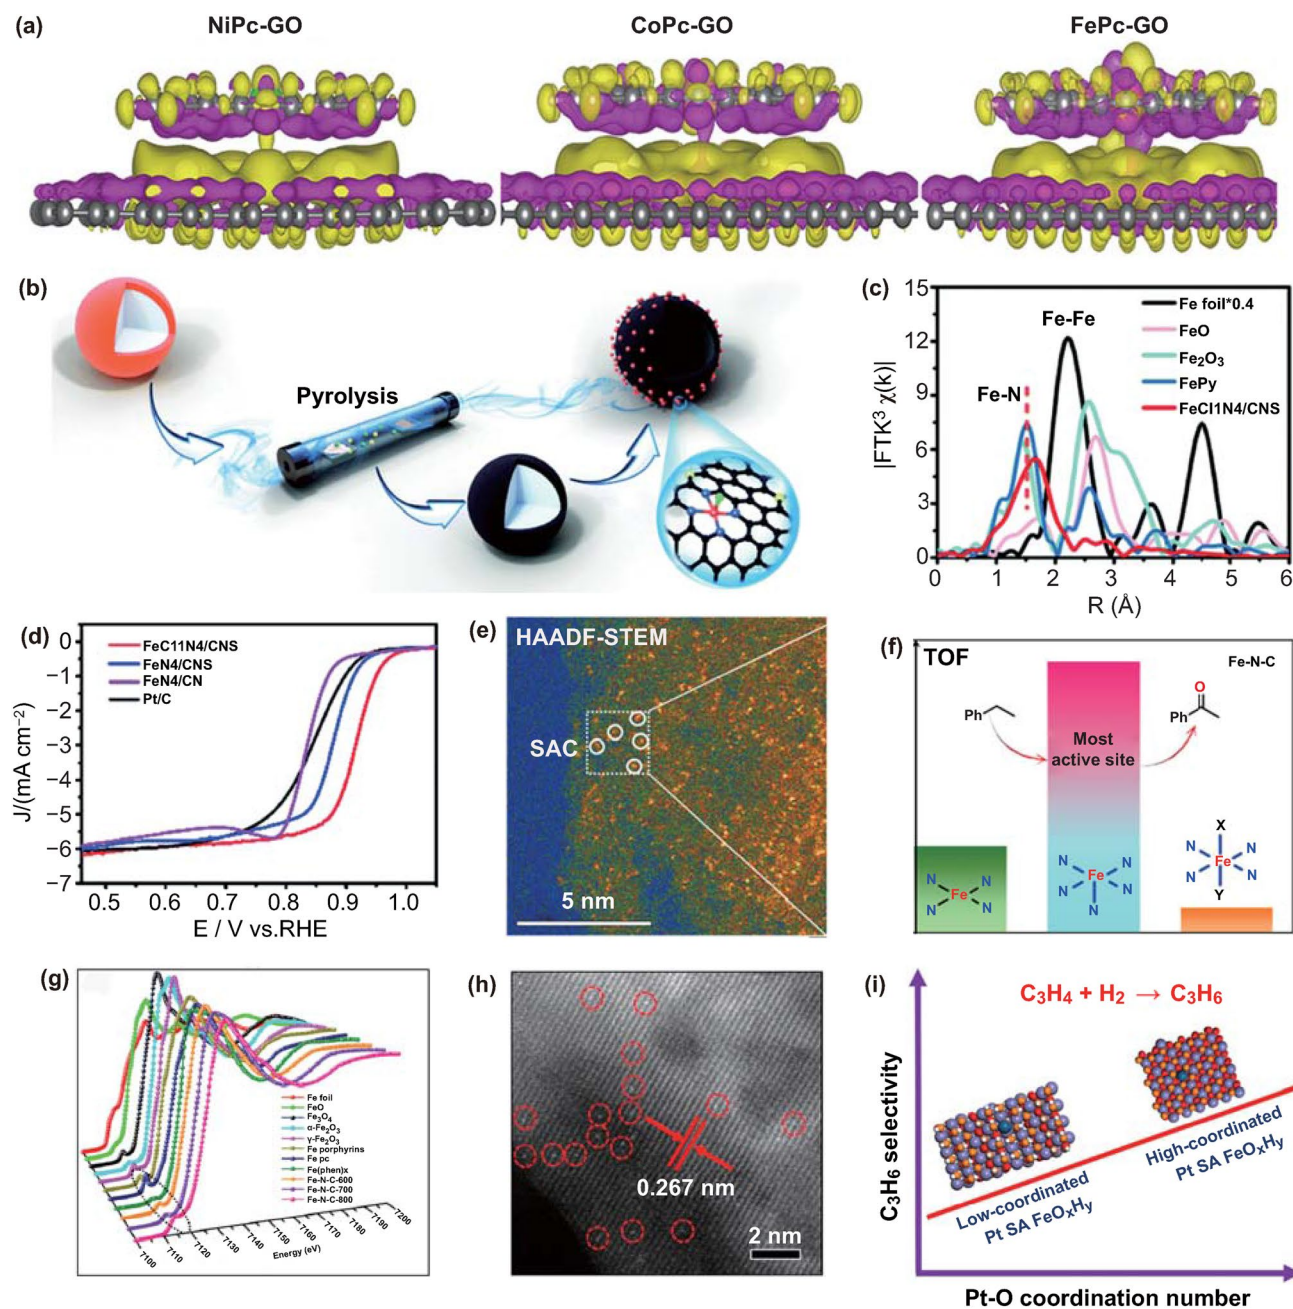 (a)
NiPc-GO
CoPc-GO
FePc-GO
(b)
Pyrolysis
(c)
|FTK³ χ(k)|
15
12
9
6
3
0
Fe-N
Fe-Fe
Fe foil*0.4
FeO
Fe₂O₃
FePy
FeCl1N4/CNS
0 1 2 3 4 5 6
R (Å)
(d)
J/(mA cm⁻²)
0
−1
−2
−3
−4
−5
−6
−7
FeC11N4/CNS
FeN4/CNS
FeN4/CN
Pt/C
0.5 0.6 0.7 0.8 0.9 1.0
E / V vs.RHE
(e)
HAADF-STEM
SAC
5 nm
(f)
TOF
Fe-N-C
Ph
O
Ph
Most
active site
N N
Fe
N N
N N
Fe
N N
N
X
N N
Fe
N N
Y
(g)
Fe foil
FeO
Fe₃O₄
α-Fe₂O₃
γ-Fe₂O₃
Fe porphyrins
Fe pc
Fe(phen)x
Fe-N-C-600
Fe-N-C-700
Fe-N-C-800
7100 7110 7120 7130 7140 7150 7160 7170 7180 7190 7200
Energy (eV)
(h)
0.267 nm
2 nm
(i)
C₃H₆ selectivity
C₃H₄ + H₂ → C₃H₆
Low-coordinated
Pt SA FeOₓHᵧ
High-coordinated
Pt SA FeOₓHᵧ
Pt-O coordination number